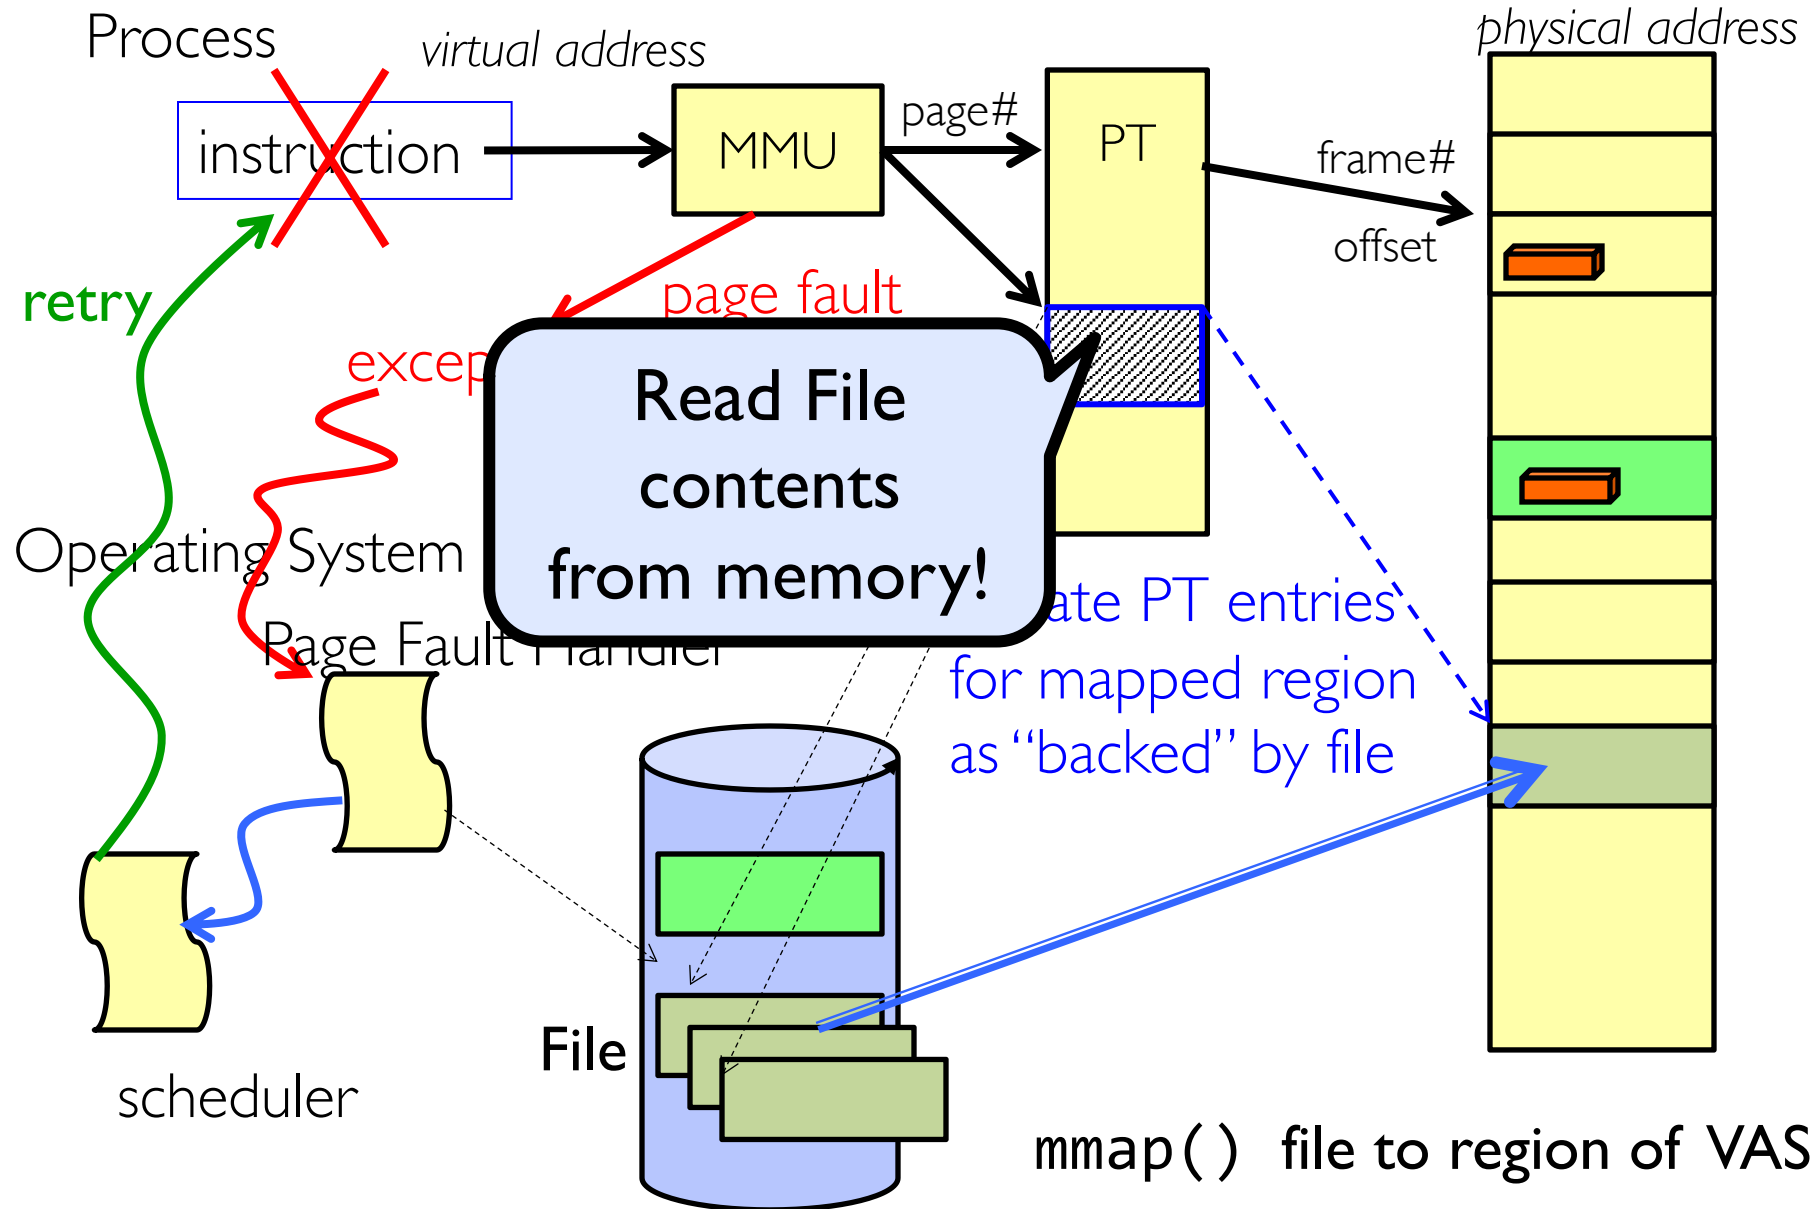 Process
virtual address
physical address
instruction
MMU
page#
PT
frame#
offset
retry
page fault
excep
Read File
contents
from memory!
Operating System
Page Fault Handler
ate PT entries
for mapped region
as “backed” by file
File
scheduler
mmap() file to region of VAS